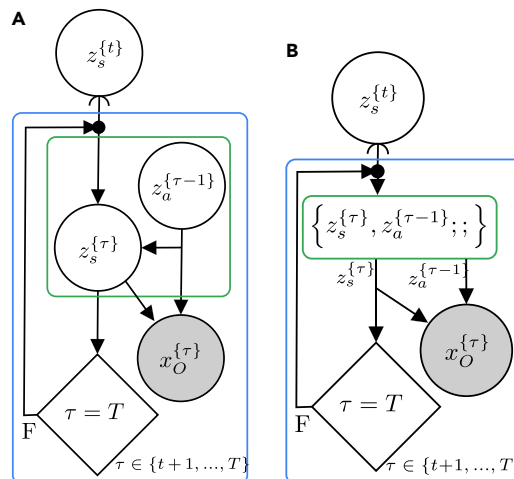 A
z_s^{\{t\}}
z_a^{\{τ−1\}}
z_s^{\{τ\}}
x_O^{\{τ\}}
τ = T
F
τ ∈ {t+1, ..., T}
B
z_s^{\{t\}}
{z_s^{\{τ\}}, z_a^{\{τ−1\}}; ; }
z_s^{\{τ\}} z_a^{\{τ−1\}}
x_O^{\{τ\}}
τ = T
F
τ ∈ {t+1, ..., T